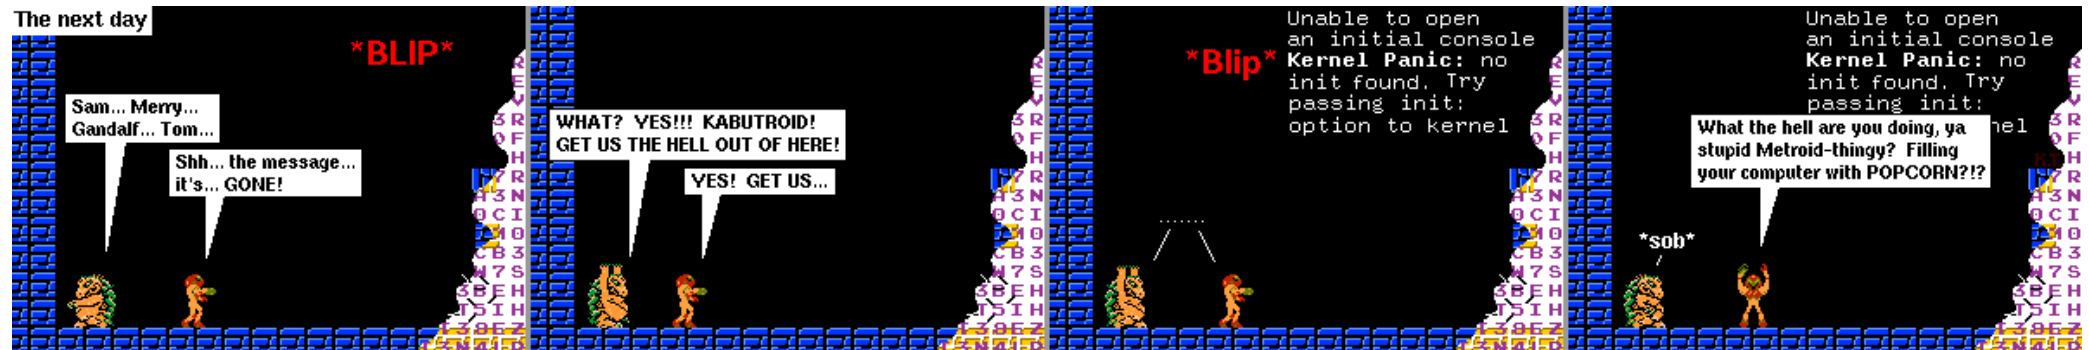 The next day
*BLIP*
Sam... Merry...
Gandalf... Tom...
Shh... the message...
it's... GONE!
WHAT? YES!!! KABUTROID!
GET US THE HELL OUT OF HERE!
YES! GET US...
*Blip*
Unable to open
an initial console
Kernel Panic: no
init found. Try
passing init:
option to kernel
.......
Unable to open
an initial console
Kernel Panic: no
init found. Try
passing init:
nel
What the hell are you doing, ya
stupid Metroid-thingy? Filling
your computer with POPCORN?!?
*sob*